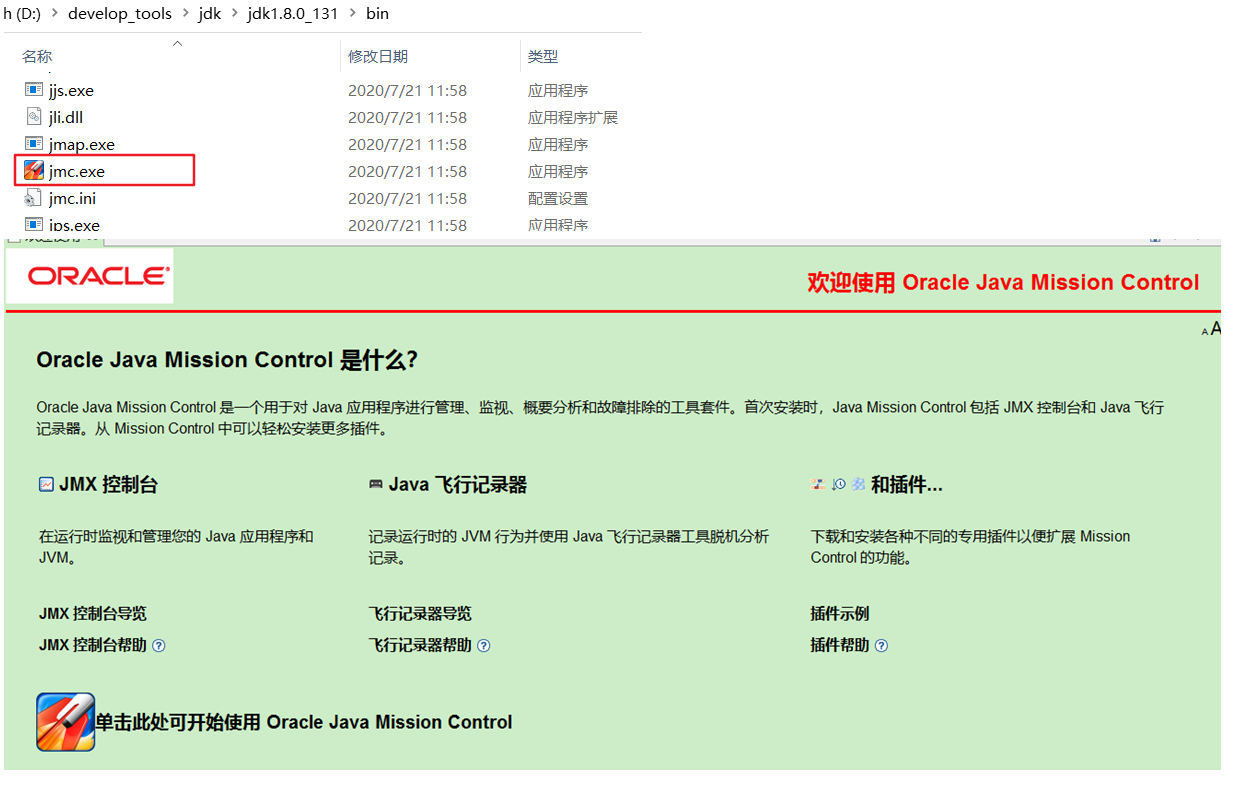 h (D:) > develop_tools > jdk > jdk1.8.0_131 > bin
名称 修改日期 类型
jjs.exe 2020/7/21 11:58 应用程序
jli.dll 2020/7/21 11:58 应用程序扩展
jmap.exe 2020/7/21 11:58 应用程序
jmc.exe 2020/7/21 11:58 应用程序
jmc.ini 2020/7/21 11:58 配置设置
jps.exe 2020/7/21 11:58 应用程序
欢迎使用
ORACLE®
欢迎使用 Oracle Java Mission Control
A A
Oracle Java Mission Control 是什么?
Oracle Java Mission Control 是一个用于对 Java 应用程序进行管理、监视、概要分析和故障排除的工具套件。首次安装时，Java Mission Control 包括 JMX 控制台和 Java 飞行
记录器。从 Mission Control 中可以轻松安装更多插件。
JMX 控制台
在运行时监视和管理您的 Java 应用程序和
JVM。
JMX 控制台导览
JMX 控制台帮助
Java 飞行记录器
记录运行时的 JVM 行为并使用 Java 飞行记录器工具脱机分析
记录。
飞行记录器导览
飞行记录器帮助
和插件...
下载和安装各种不同的专用插件以便扩展 Mission
Control 的功能。
插件示例
插件帮助
单击此处可开始使用 Oracle Java Mission Control